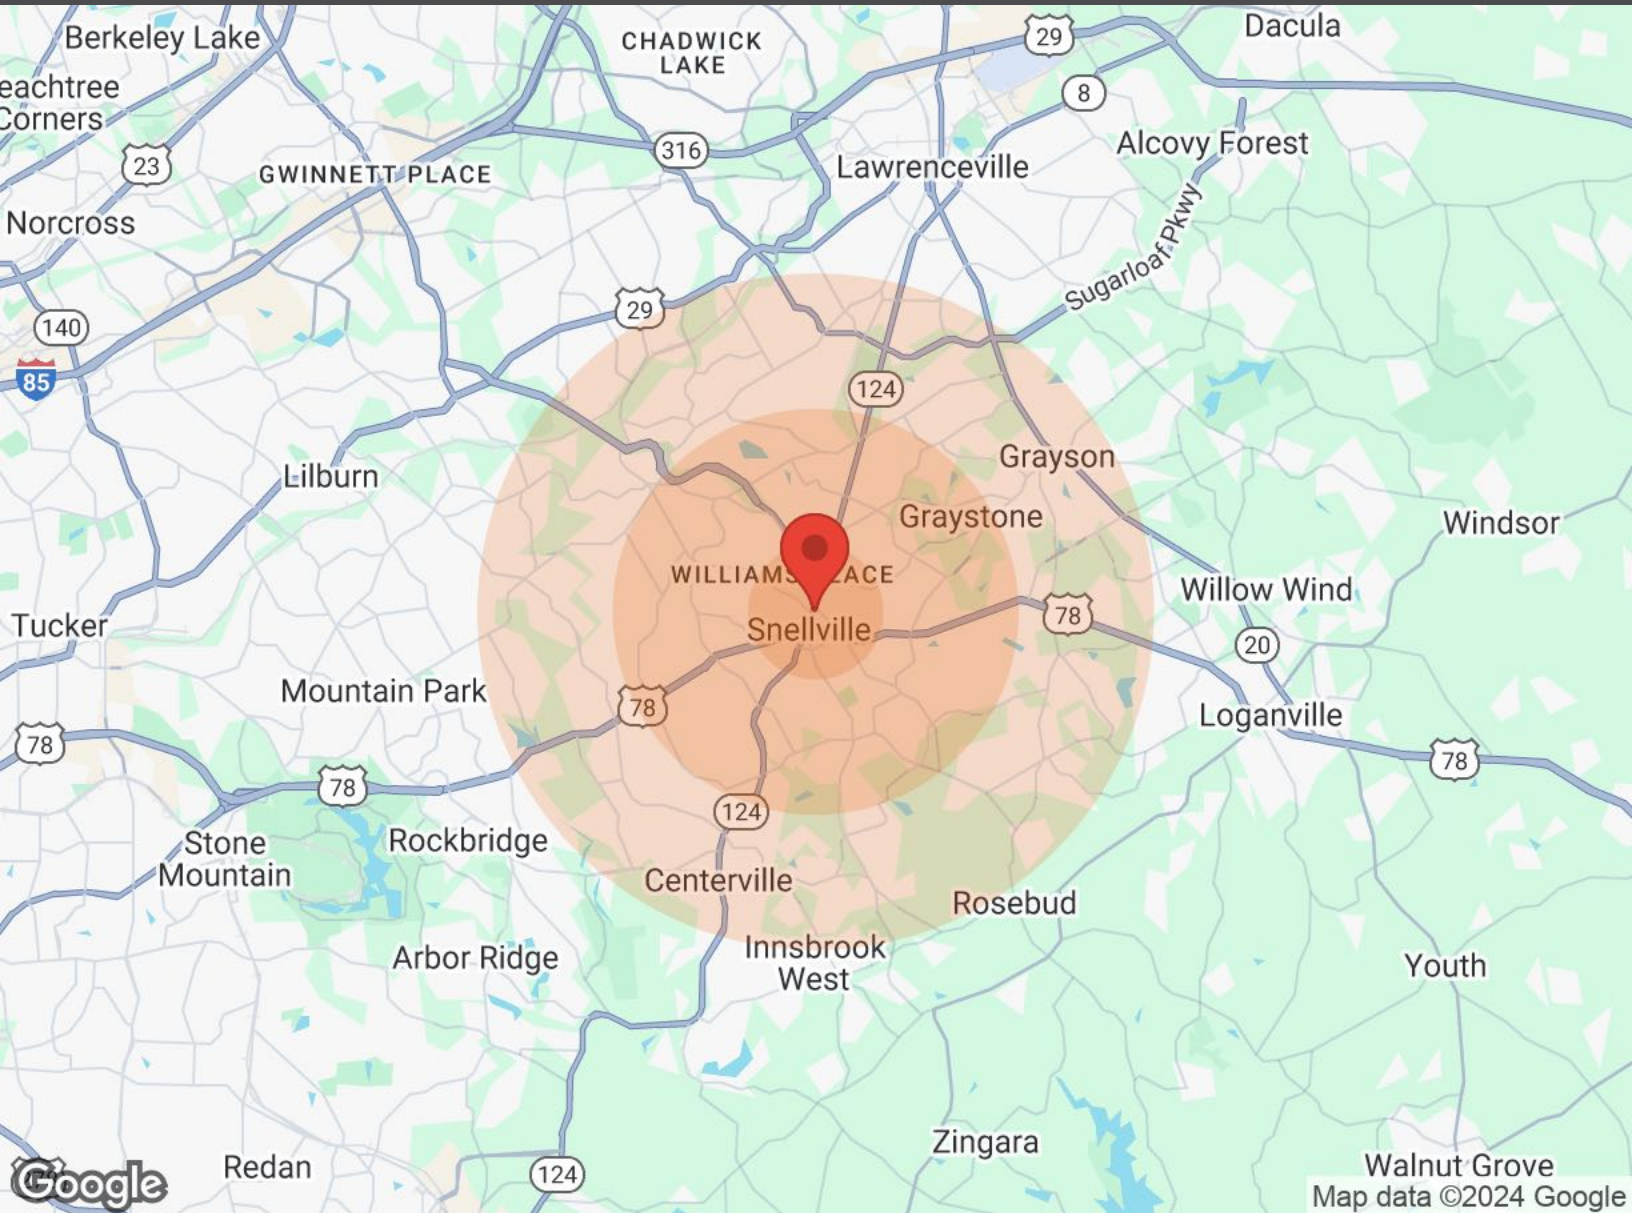 Berkeley Lake
CHADWICK
LAKE
29
Dacula
eachtree
Corners
8
23
316
Alcovy Forest
GWINNETT PLACE
Lawrenceville
Norcross
Sugarloaf Pkwy
29
140
85
124
Grayson
Lilburn
Graystone
Windsor
WILLIAMS
ACE
Willow Wind
Tucker
Snellville
78
20
Mountain Park
78
Loganville
78
78
78
124
Stone
Mountain
Rockbridge
Centerville
Rosebud
Innsbrook
West
Arbor Ridge
Youth
Zingara
Redan
124
Walnut Grove
Google
Map data ©2024 Google